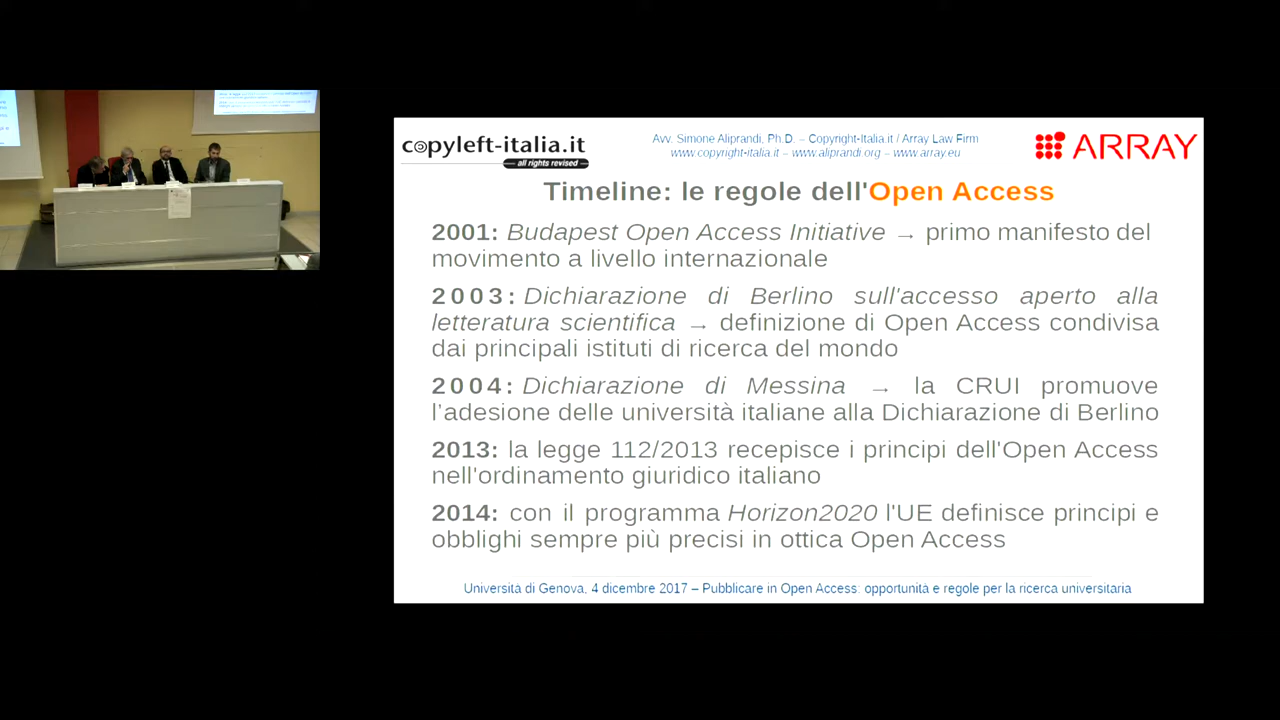 copyleft-italia.it
all rights revised
Avv. Simone Aliprandi, Ph.D. – Copyright-Italia.it / Array Law Firm
www.copyright-italia.it – www.aliprandi.org – www.array.eu
ARRAY
Timeline: le regole dell'Open Access
2001: Budapest Open Access Initiative → primo manifesto del
movimento a livello internazionale
2003: Dichiarazione di Berlino sull'accesso aperto alla
letteratura scientifica → definizione di Open Access condivisa
dai principali istituti di ricerca del mondo
2004: Dichiarazione di Messina → la CRUI promuove
l’adesione delle università italiane alla Dichiarazione di Berlino
2013: la legge 112/2013 recepisce i principi dell'Open Access
nell'ordinamento giuridico italiano
2014: con il programma Horizon2020 l'UE definisce principi e
obblighi sempre più precisi in ottica Open Access
Università di Genova, 4 dicembre 2017 – Pubblicare in Open Access: opportunità e regole per la ricerca universitaria